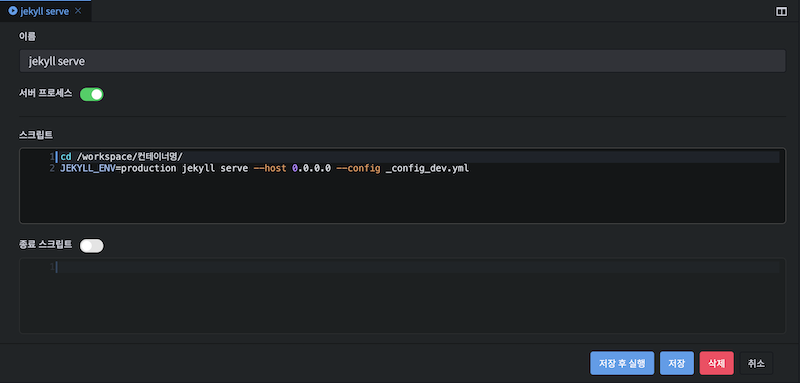 jekyll serve
이름
jekyll serve
서버 프로세스
스크립트
1 cd /workspace/컨테이너명/
2 JEKYLL_ENV=production jekyll serve --host 0.0.0.0 --config _config_dev.yml
종료 스크립트
1
저장 후 실행 저장 삭제 취소